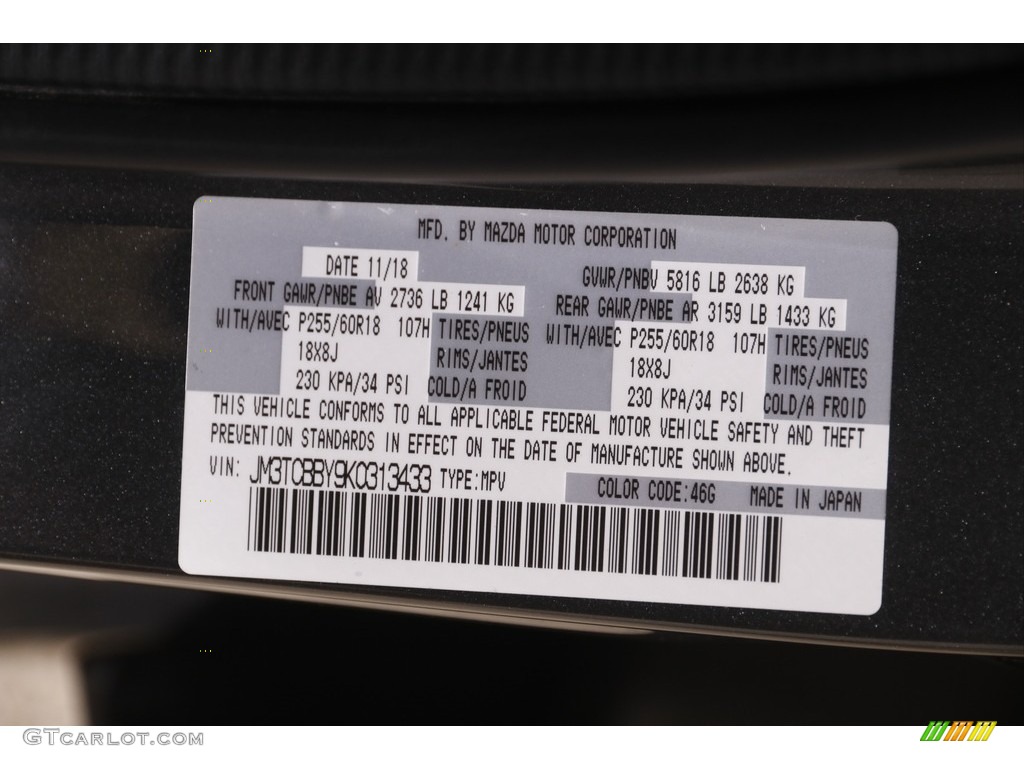 MFD. BY MAZDA MOTOR CORPORATION
DATE 11/18 GVWR/PNBV 5816 LB 2638 KG
FRONT GAWR/PNBE AV 2736 LB 1241 KG REAR GAWR/PNBE AR 3159 LB 1433 KG
WITH/AVEC P255/60R18 107H TIRES/PNEUS WITH/AVEC P255/60R18 107H TIRES/PNEUS
18X8J RIMS/JANTES 18X8J RIMS/JANTES
230 KPA/34 PSI COLD/A FROID 230 KPA/34 PSI COLD/A FROID
THIS VEHICLE CONFORMS TO ALL APPLICABLE FEDERAL MOTOR VEHICLE SAFETY AND THEFT
PREVENTION STANDARDS IN EFFECT ON THE DATE OF MANUFACTURE SHOWN ABOVE.
VIN: JM3TCBBY9K0313433 TYPE:MPV COLOR CODE:46G MADE IN JAPAN
GTCARLOT.COM